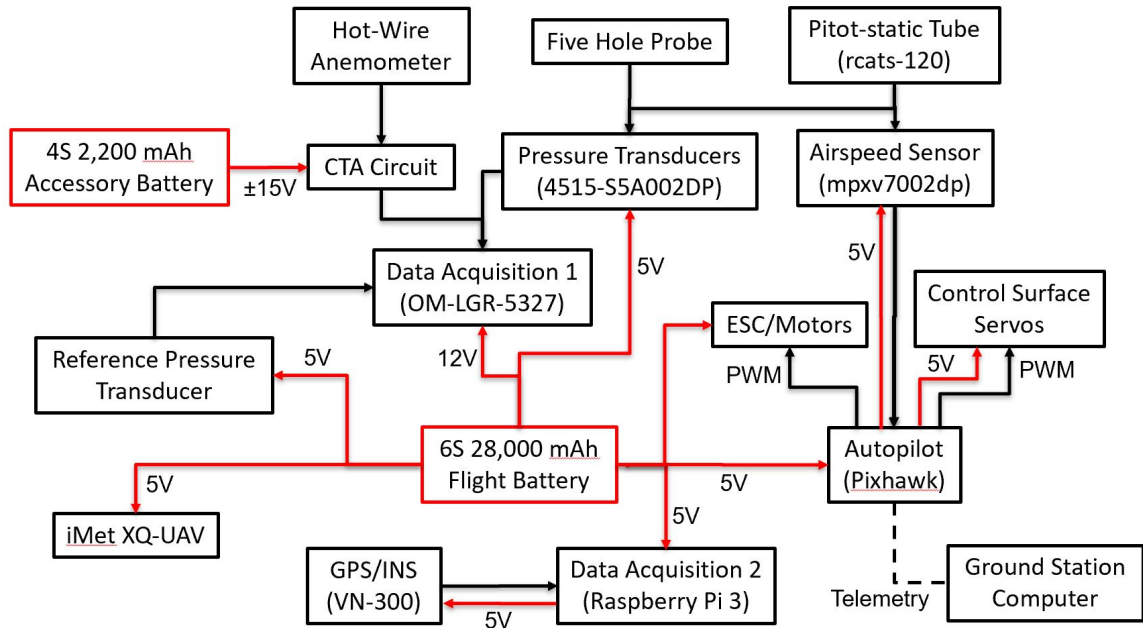 Hot-Wire
Anemometer
Five Hole Probe
Pitot-static Tube
(rcats-120)
4S 2,200 mAh
Accessory Battery
±15V
CTA Circuit
Pressure Transducers
(4515-S5A002DP)
Airspeed Sensor
(mpxv7002dp)
Data Acquisition 1
(OM-LGR-5327)
5V
5V
Control Surface
Servos
ESC/Motors
Reference Pressure
Transducer
5V
12V
PWM
5V
PWM
6S 28,000 mAh
Flight Battery
Autopilot
(Pixhawk)
5V
5V
iMet XQ-UAV
5V
GPS/INS
(VN-300)
5V
Data Acquisition 2
(Raspberry Pi 3)
Telemetry
Ground Station
Computer